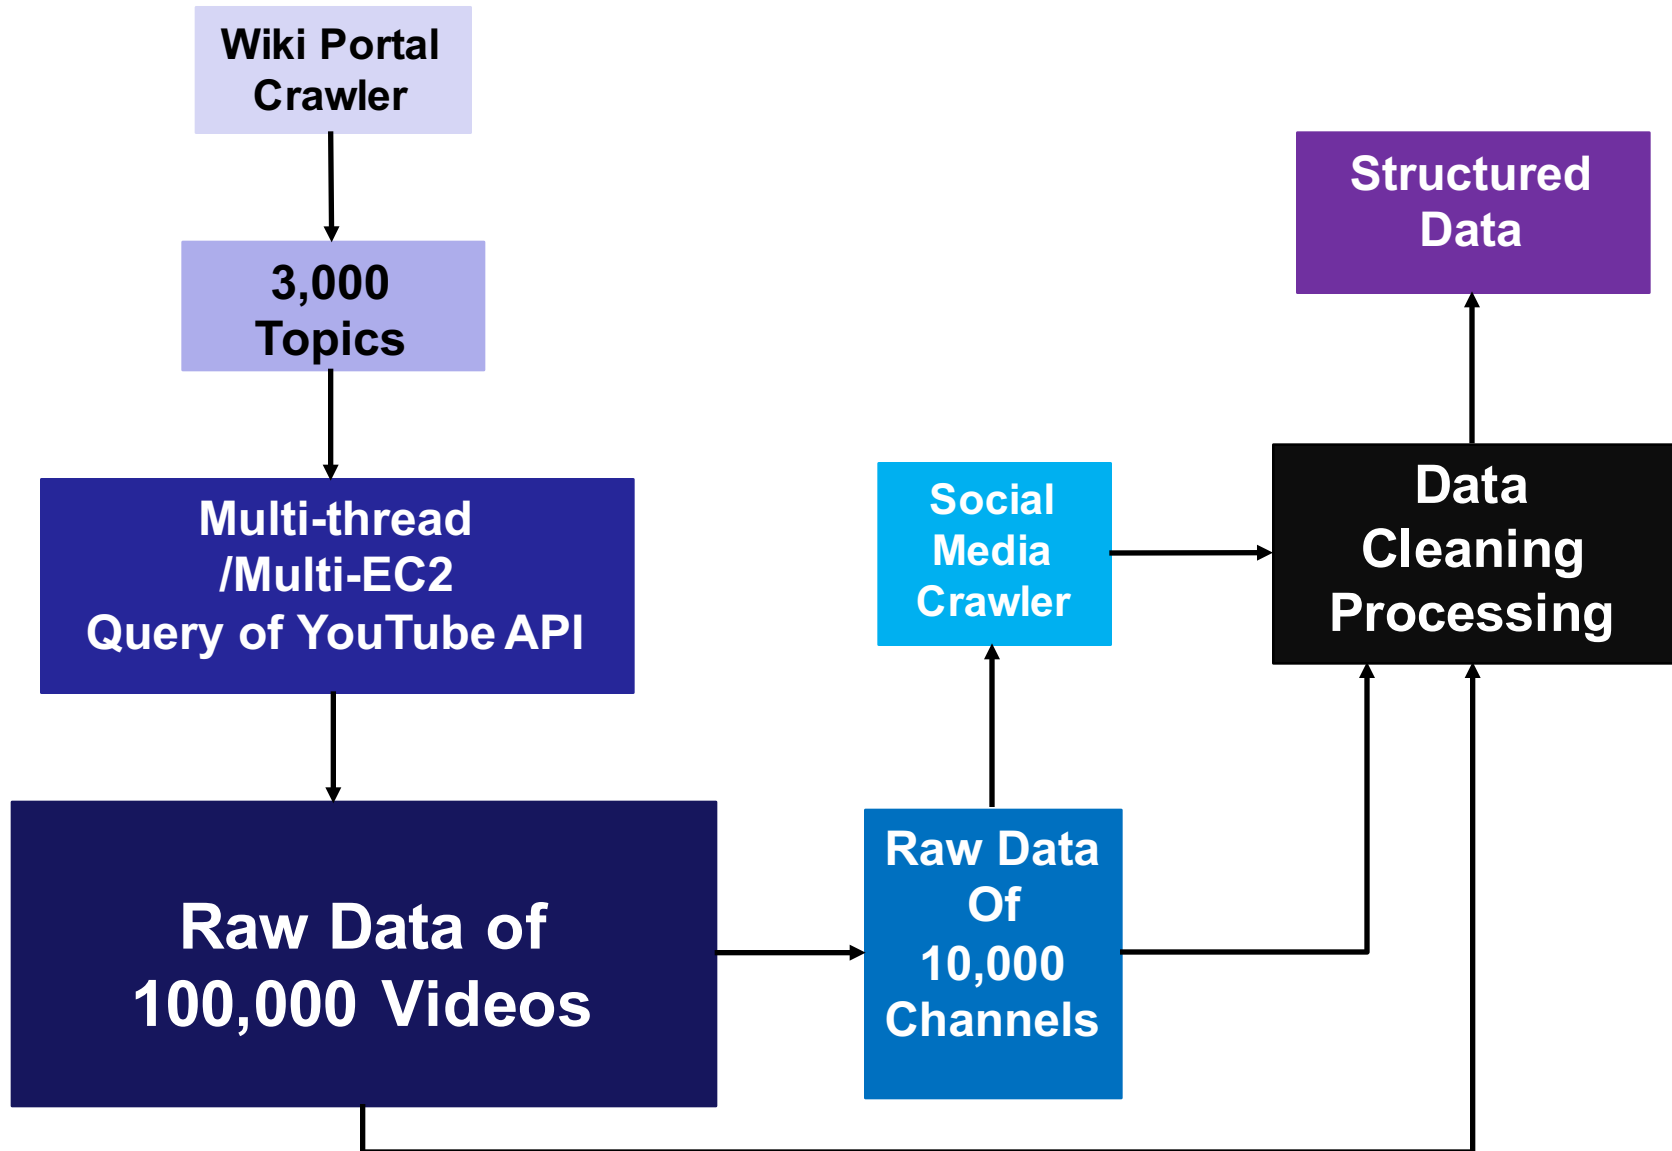 Wiki Portal
Crawler
3,000
Topics
Multi-thread
/Multi-EC2
Query of YouTube API
Raw Data of
100,000 Videos
Raw Data
Of
10,000
Channels
Social
Media
Crawler
Data
Cleaning
Processing
Structured
Data